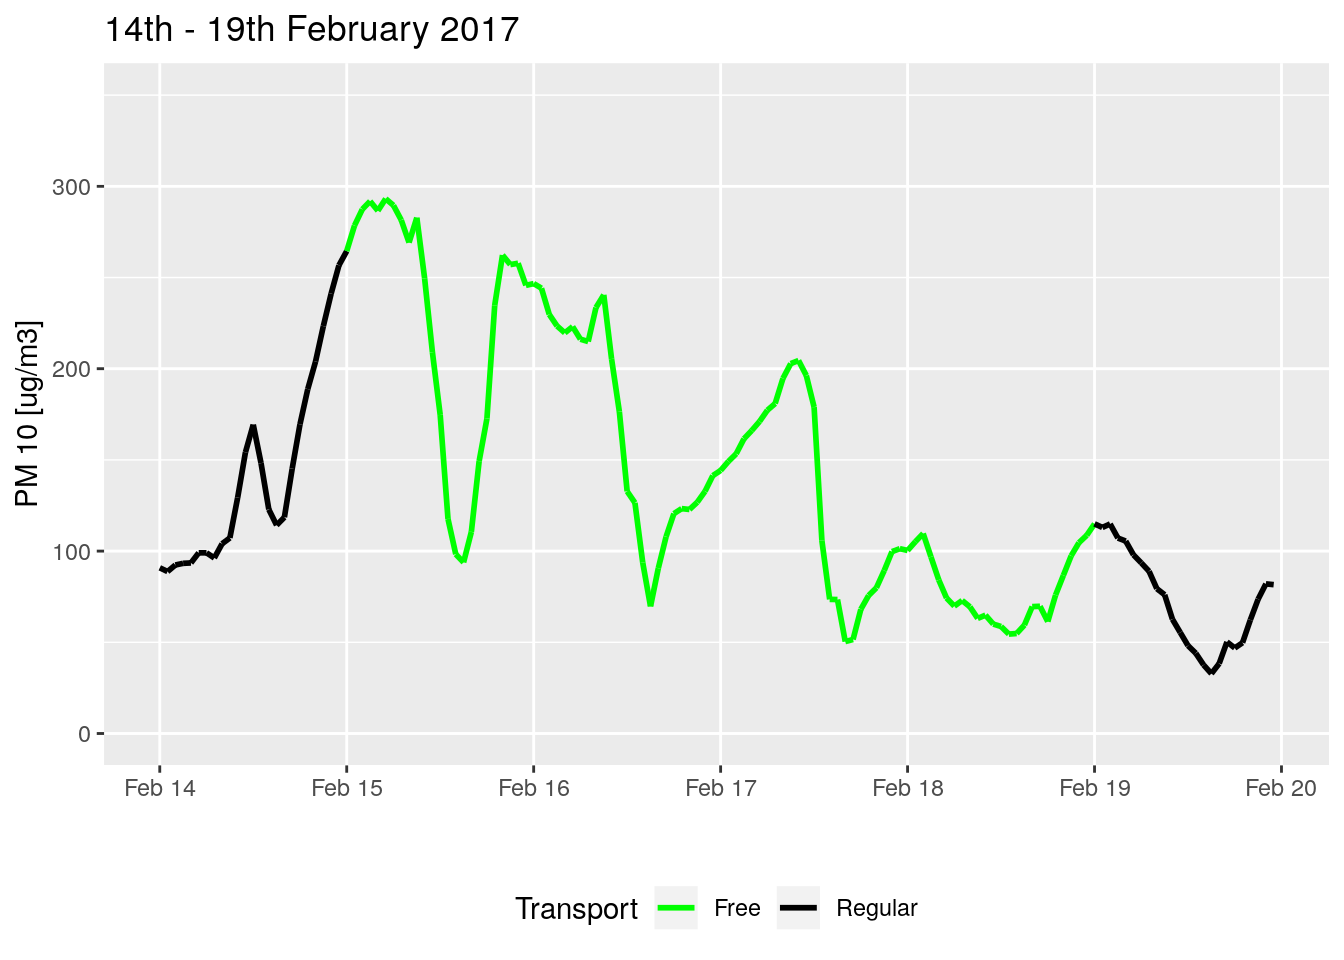 14th - 19th February 2017
PM 10 [ug/m3]
300
200
100
0
Feb 14 Feb 15 Feb 16 Feb 17 Feb 18 Feb 19 Feb 20
Transport Free Regular